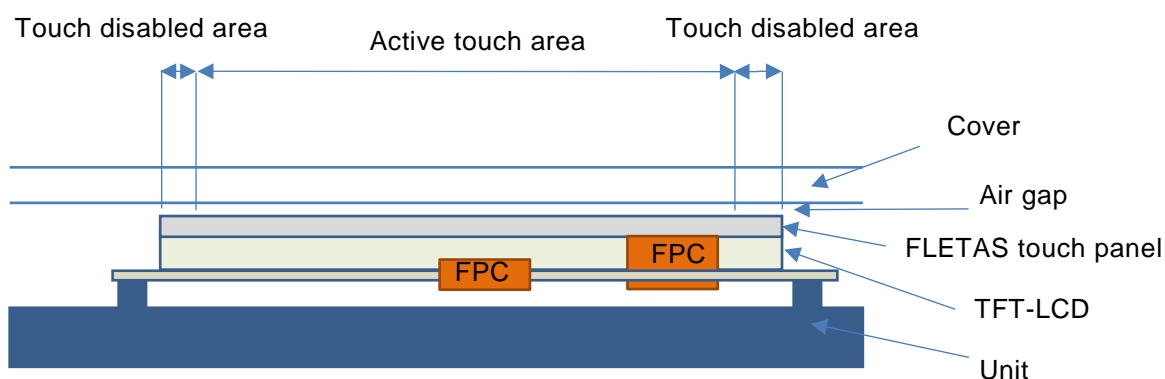 Touch disabled area
Active touch area
Touch disabled area
Cover
Air gap
FLETAS touch panel
FPC
FPC
TFT-LCD
Unit